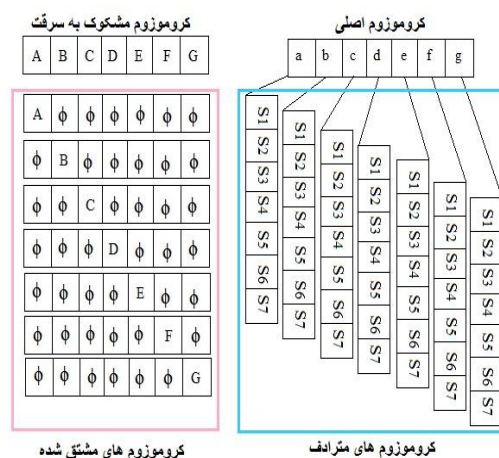 کروموزوم اصلی
a b c d e f g
S1 S2 S3 S4 S5 S6 S7
S1 S2 S3 S4 S5 S6 S7
S1 S2 S3 S4 S5 S6 S7
S1 S2 S3 S4 S5 S6 S7
S1 S2 S3 S4 S5 S6 S7
S1 S2 S3 S4 S5 S6 S7
S1 S2 S3 S4 S5 S6 S7
کروموزوم های مترادف
کروموزوم مشکوک به سرقت
A B C D E F G
A ϕ ϕ ϕ ϕ ϕ ϕ
ϕ B ϕ ϕ ϕ ϕ ϕ
ϕ ϕ C ϕ ϕ ϕ ϕ
ϕ ϕ ϕ D ϕ ϕ ϕ
ϕ ϕ ϕ ϕ E ϕ ϕ
ϕ ϕ ϕ ϕ ϕ F ϕ
ϕ ϕ ϕ ϕ ϕ ϕ G
کروموزوم های مشتق شده